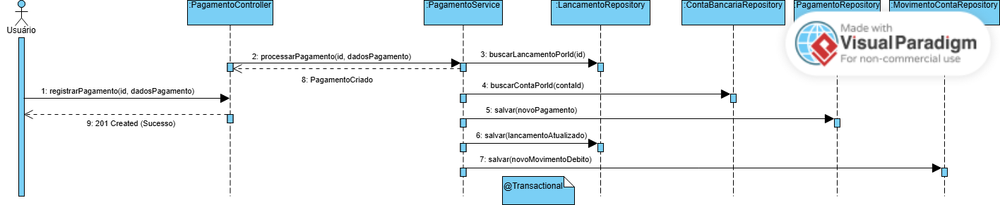 :PagamentoController
:PagamentoService
:LancamentoRepository
:ContaBancariaRepository
:PagamentoRepository
:MovimentoContaRepository
Usuário
Made with
Visual Paradigm
For non-commercial use
2: processarPagamento(id, dadosPagamento)
3: buscarLancamentoPorId(id)
8: PagamentoCriado
1: registrarPagamento(id, dadosPagamento)
4: buscarContaPorId(contaId)
5: salvar(novoPagamento)
9: 201 Created (Sucesso)
6: salvar(lancamentoAtualizado)
7: salvar(novoMovimentoDebito)
@Transactional